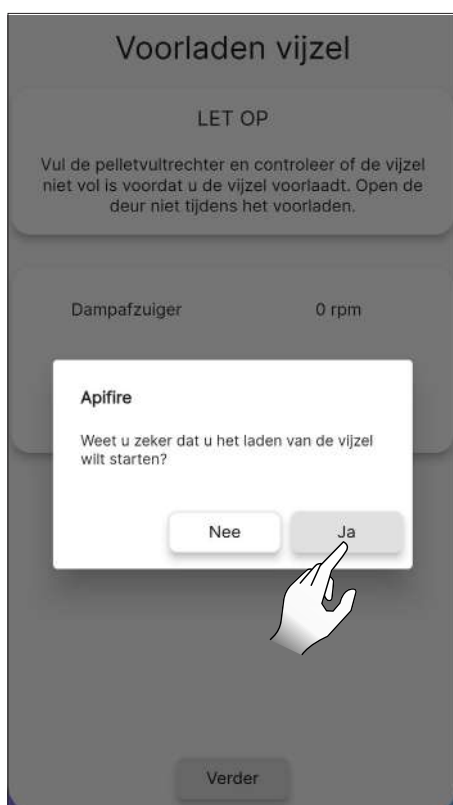 Voorladen vijzel
LET OP
Vul de pelletvultrechter en controleer of de vijzel
niet vol is voordat u de vijzel voorlaadt. Open de
deur niet tijdens het voorladen.
Dampafzuiger 0 rpm
Apifire
Weet u zeker dat u het laden van de vijzel
wilt starten?
Nee Ja
Verder